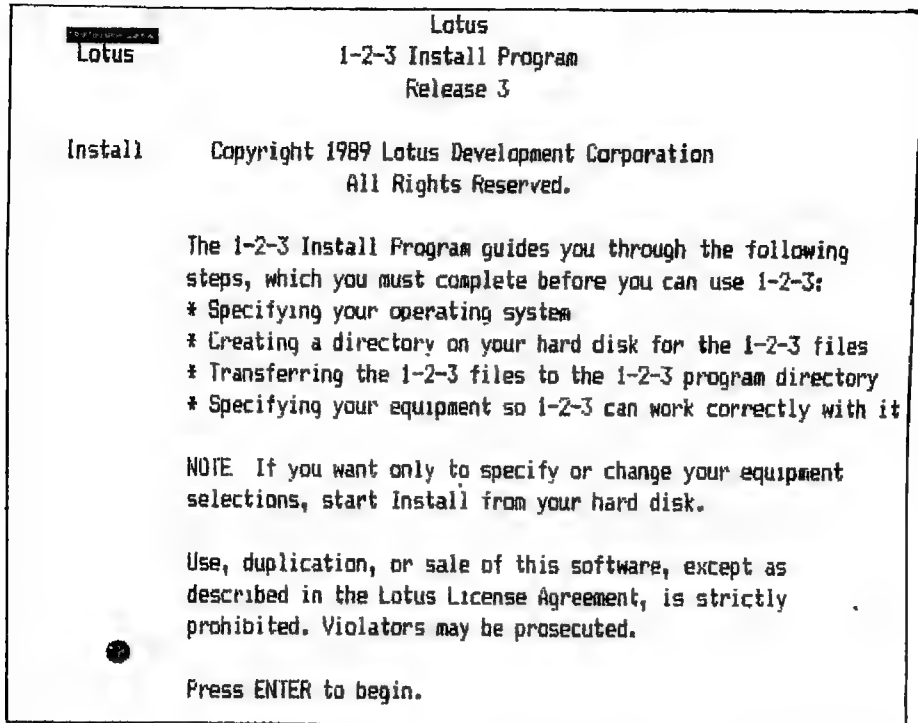 Lotus
Lotus
1-2-3 Install Program
Release 3
Install
Copyright 1989 Lotus Development Corporation
All Rights Reserved.
The 1-2-3 Install Program guides you through the following
steps, which you must complete before you can use 1-2-3:
* Specifying your operating system
* Creating a directory on your hard disk for the 1-2-3 files
* Transferring the 1-2-3 files to the 1-2-3 program directory
* Specifying your equipment so 1-2-3 can work correctly with it
NOTE If you want only to specify or change your equipment
selections, start Install from your hard disk.
Use, duplication, or sale of this software, except as
described in the Lotus License Agreement, is strictly
prohibited. Violators may be prosecuted.
Press ENTER to begin.